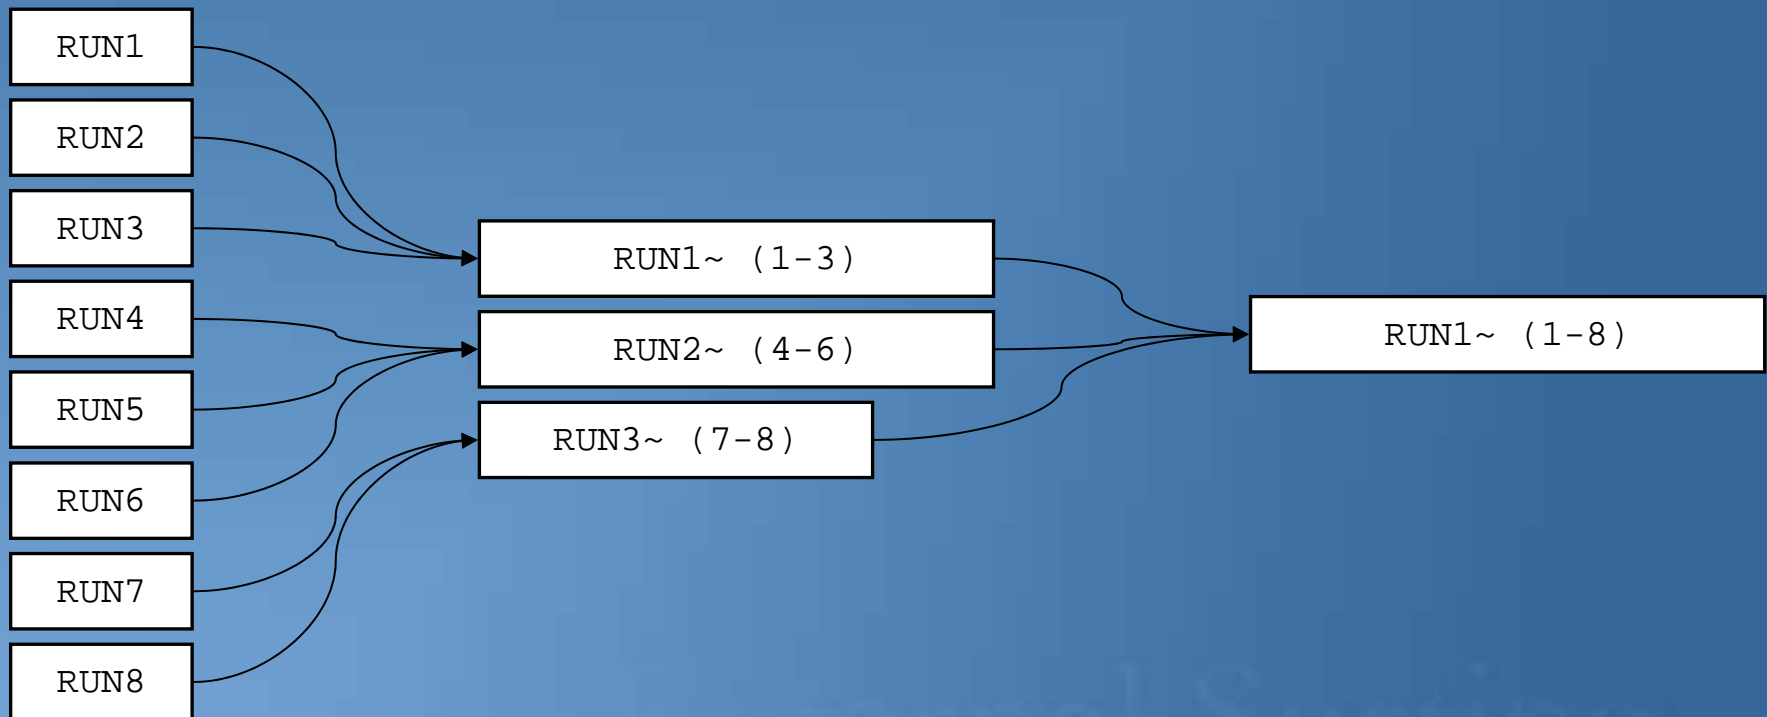 RUN1
RUN2
RUN3
RUN4
RUN5
RUN6
RUN7
RUN8
RUN1~ (1-3)
RUN2~ (4-6)
RUN3~ (7-8)
RUN1~ (1-8)